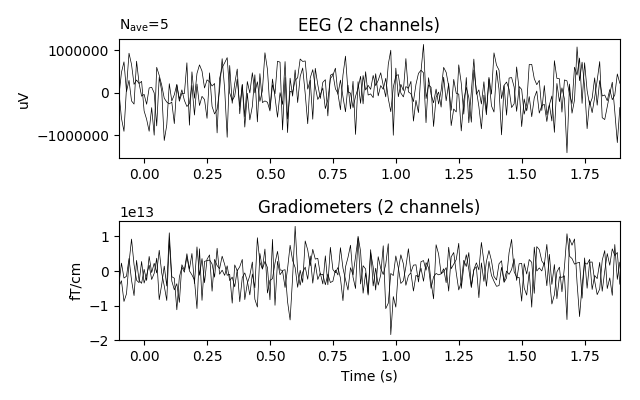 Nave=5
EEG (2 channels)
1000000
0
−1000000
uV
0.00 0.25 0.50 0.75 1.00 1.25 1.50 1.75
1e13
Gradiometers (2 channels)
1
0
−1
−2
fT/cm
0.00 0.25 0.50 0.75 1.00 1.25 1.50 1.75
Time (s)